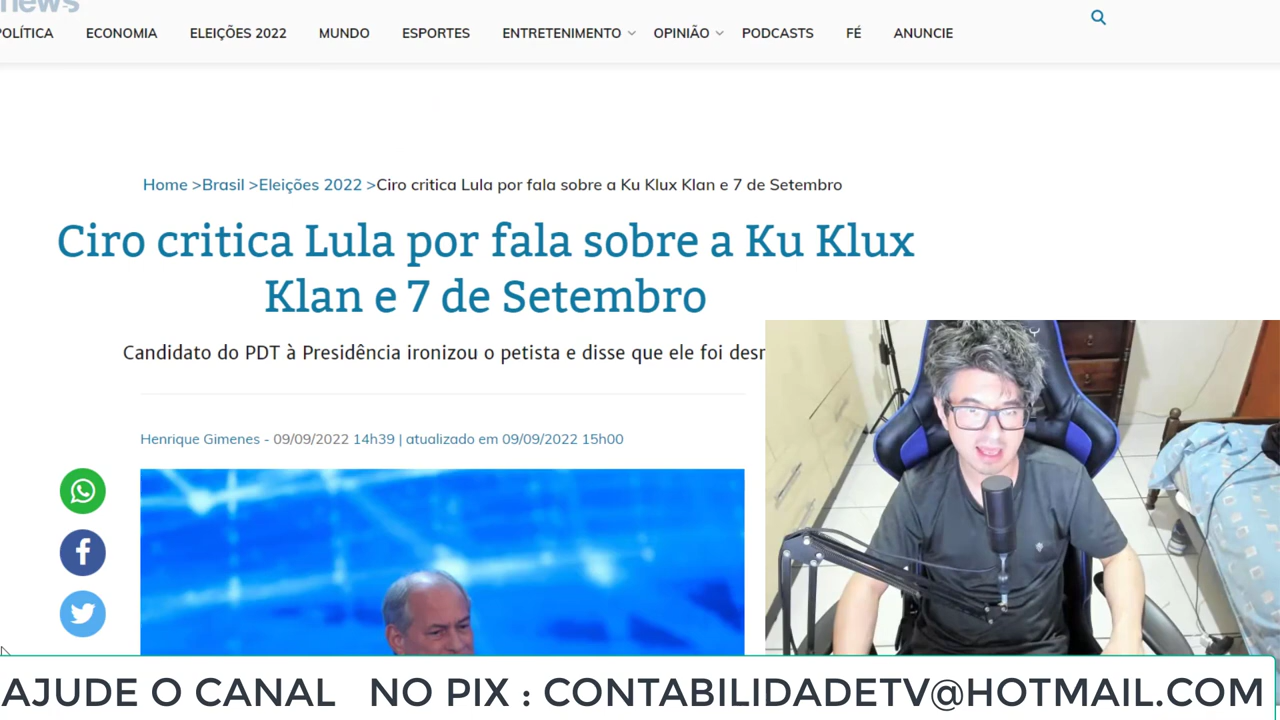 news
POLÍTICA ECONOMIA ELEIÇÕES 2022 MUNDO ESPORTES ENTRETENIMENTO OPINIÃO PODCASTS FÉ ANUNCIE
Home >Brasil >Eleições 2022 >Ciro critica Lula por fala sobre a Ku Klux Klan e 7 de Setembro
Ciro critica Lula por fala sobre a Ku Klux
Klan e 7 de Setembro
Candidato do PDT à Presidência ironizou o petista e disse que ele foi
Henrique Gimenes - 09/09/2022 14h39 | atualizado em 09/09/2022 15h00
AJUDE O CANAL NO PIX : CONTABILIDADETV@HOTMAIL.COM